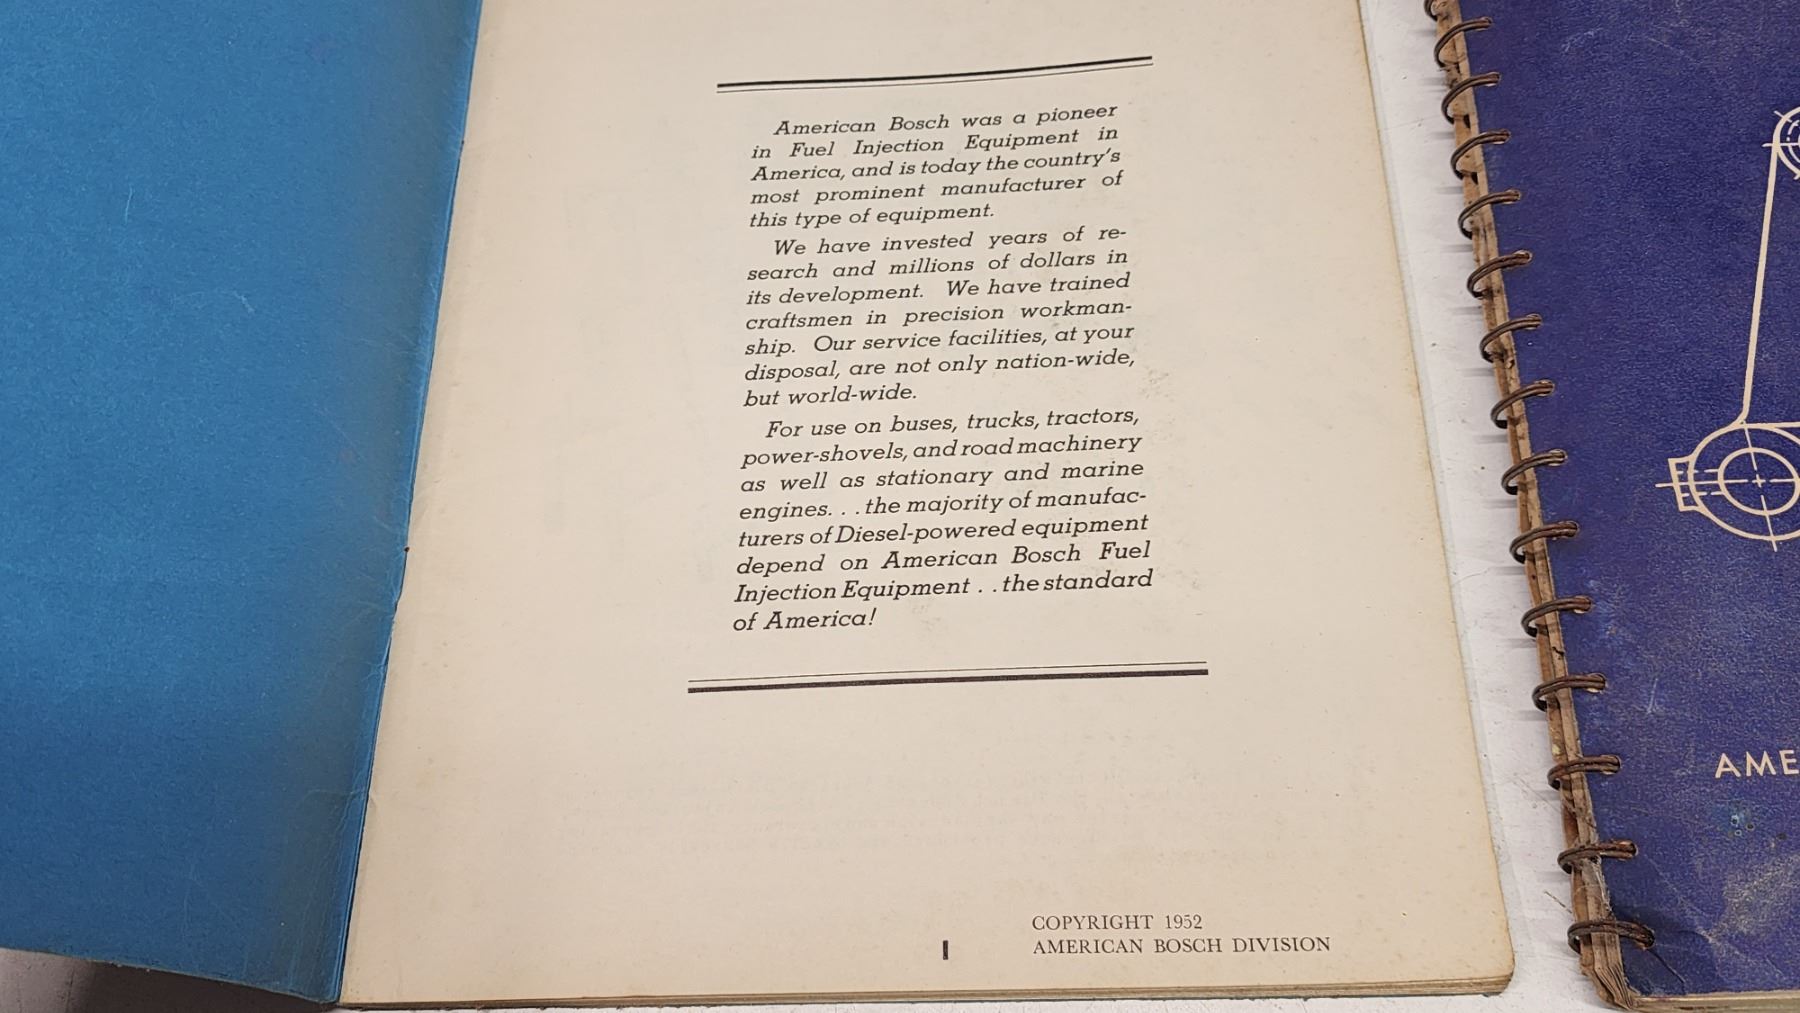 American Bosch was a pioneer
in Fuel Injection Equipment in
America, and is today the country's
most prominent manufacturer of
this type of equipment.
We have invested years of re-
search and millions of dollars in
its development. We have trained
craftsmen in precision workman-
ship. Our service facilities, at your
disposal, are not only nation-wide,
but world-wide.
For use on buses, trucks, tractors,
power-shovels, and road machinery
as well as stationary and marine
engines. . . the majority of manufac-
turers of Diesel-powered equipment
depend on American Bosch Fuel
Injection Equipment . . the standard
of America!
1
COPYRIGHT 1952
AMERICAN BOSCH DIVISION
AME